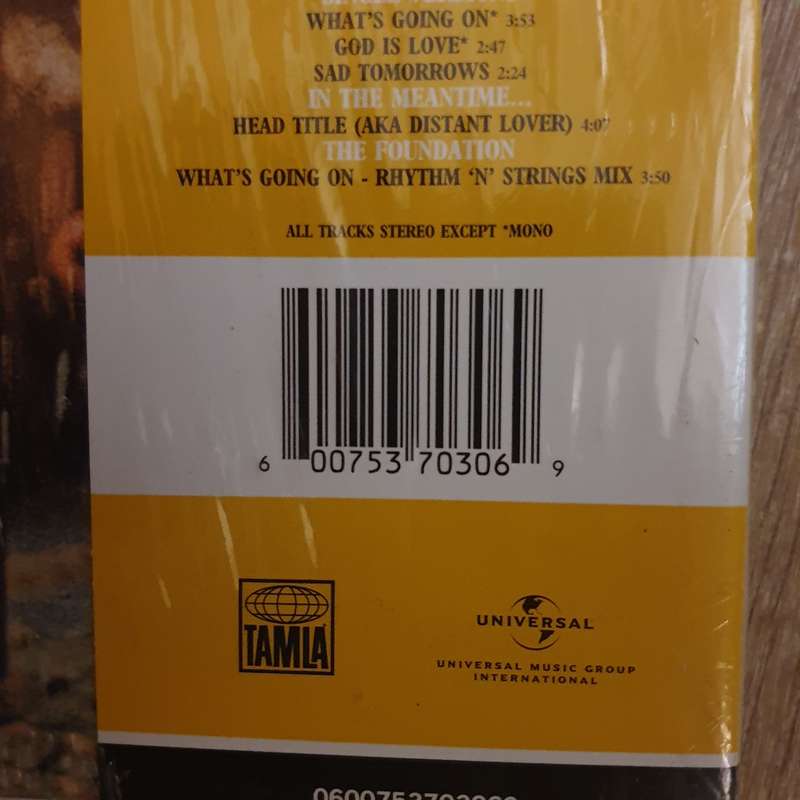 WHAT'S GOING ON* 3:53
GOD IS LOVE* 2:47
SAD TOMORROWS 2:24
IN THE MEANTIME...
HEAD TITLE (AKA DISTANT LOVER) 4:07
THE FOUNDATION
WHAT'S GOING ON - RHYTHM 'N' STRINGS MIX 3:50
ALL TRACKS STEREO EXCEPT *MONO
6 00753 70306 9
TAMLA
UNIVERSAL
UNIVERSAL MUSIC GROUP
INTERNATIONAL